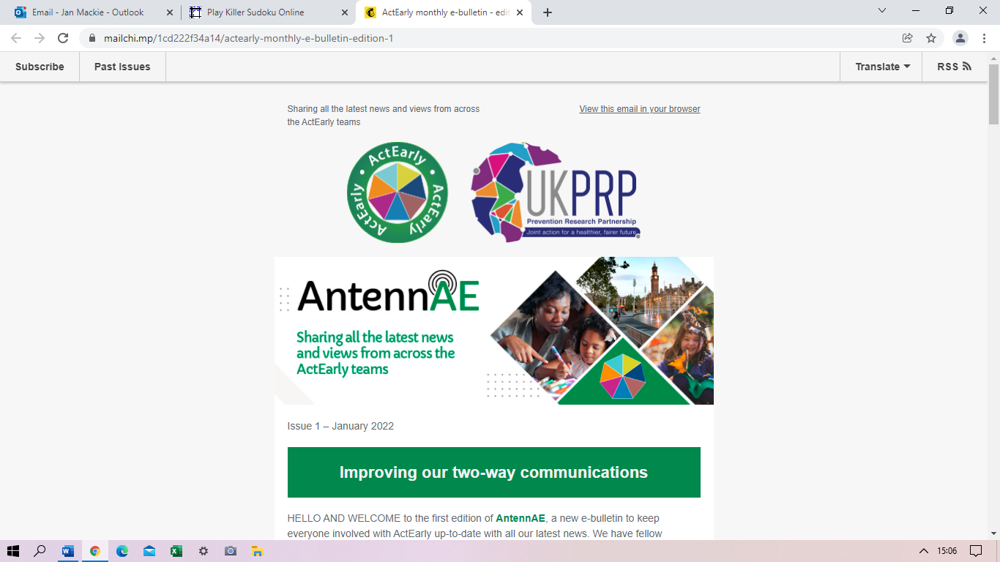 Email - Jan Mackie - Outlook
Play Killer Sudoku Online
ActEarly monthly e-bulletin - edi
mailchi.mp/1cd222f34a14/actearly-monthly-e-bulletin-edition-1
Subscribe
Past Issues
Translate
RSS
Sharing all the latest news and views from across
the ActEarly teams
View this email in your browser
ActEarly
ActEarly
ActEarly
UKPRP
Prevention Research Partnership
Joint action for a healthier, fairer future
AntennAE
Sharing all the latest news
and views from across the
ActEarly teams
Issue 1 – January 2022
Improving our two-way communications
HELLO AND WELCOME to the first edition of AntennAE, a new e-bulletin to keep
everyone involved with ActEarly up-to-date with all our latest news. We have fellow
15:06